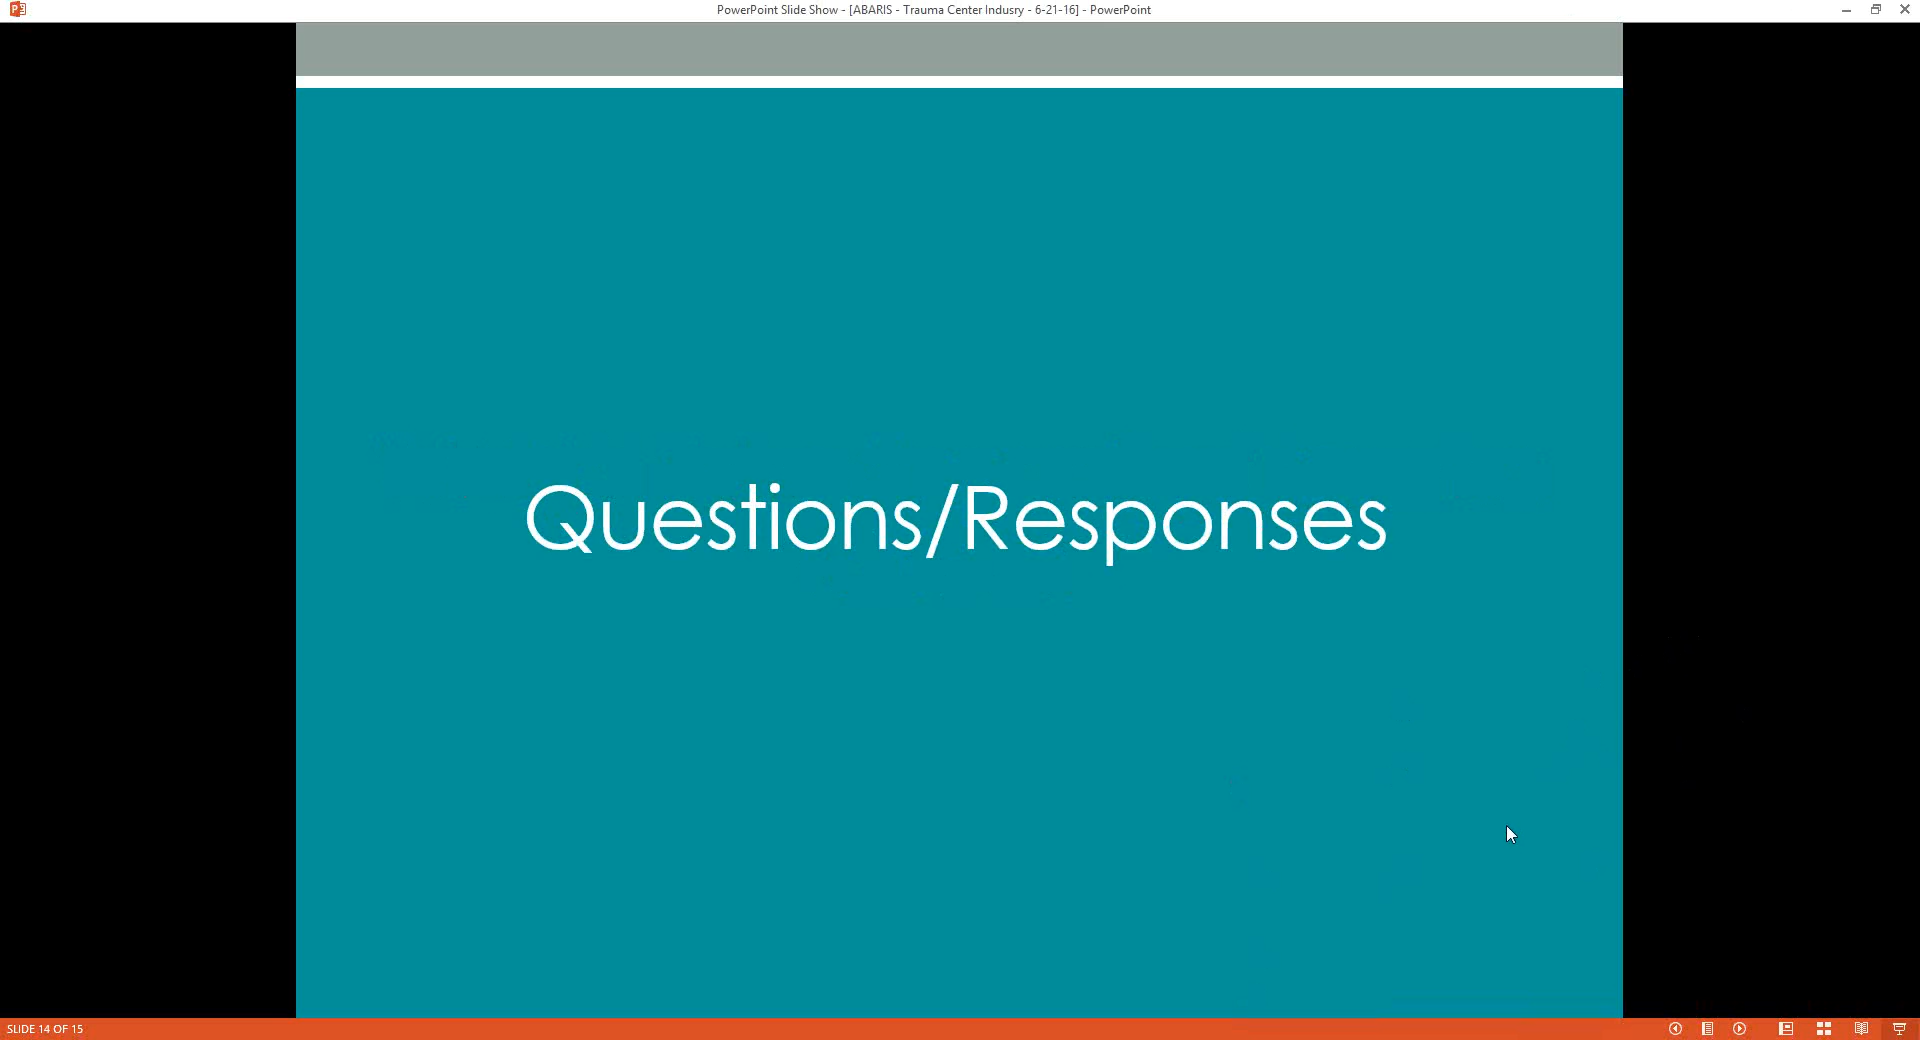 PowerPoint Slide Show - [ABARIS - Trauma Center Indusry - 6-21-16] - PowerPoint
Questions/Responses
SLIDE 14 OF 15